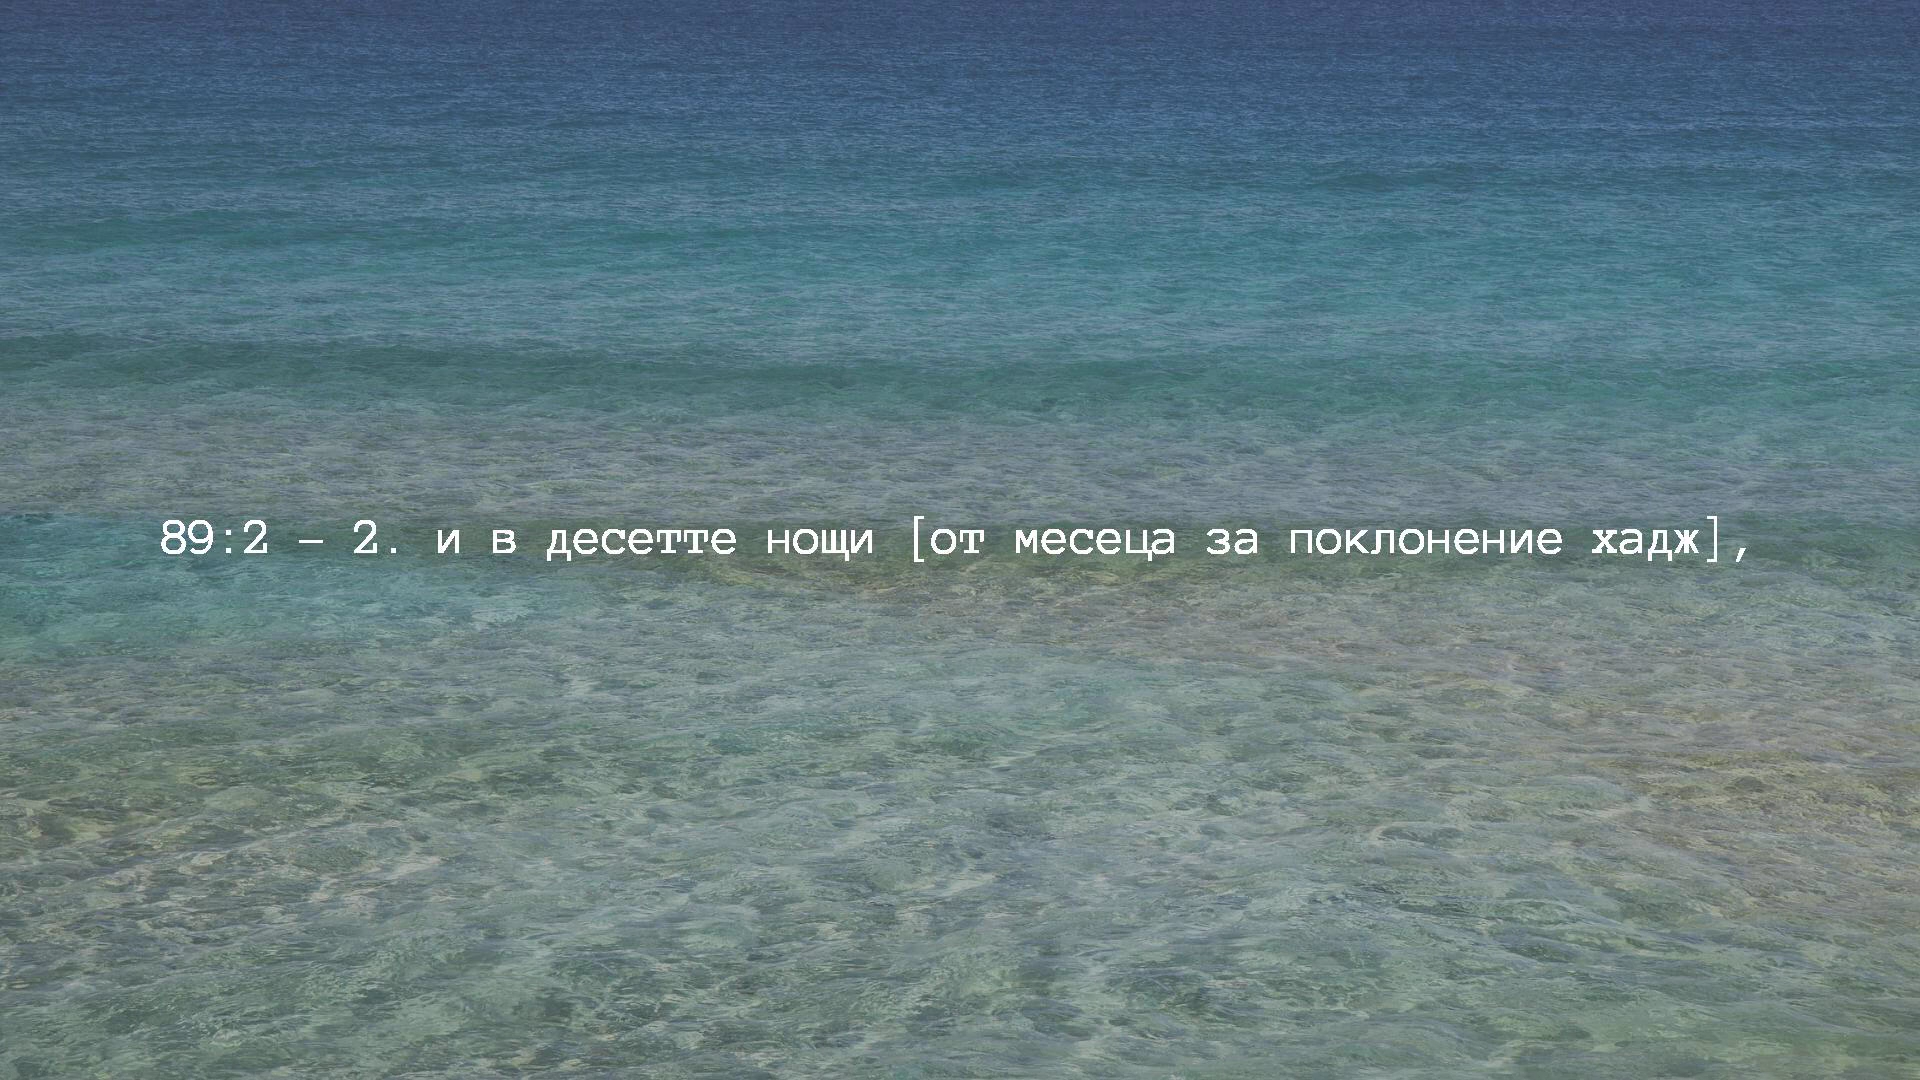 89:2 – 2. и в десетте нощи [от месеца за поклонение хадж],